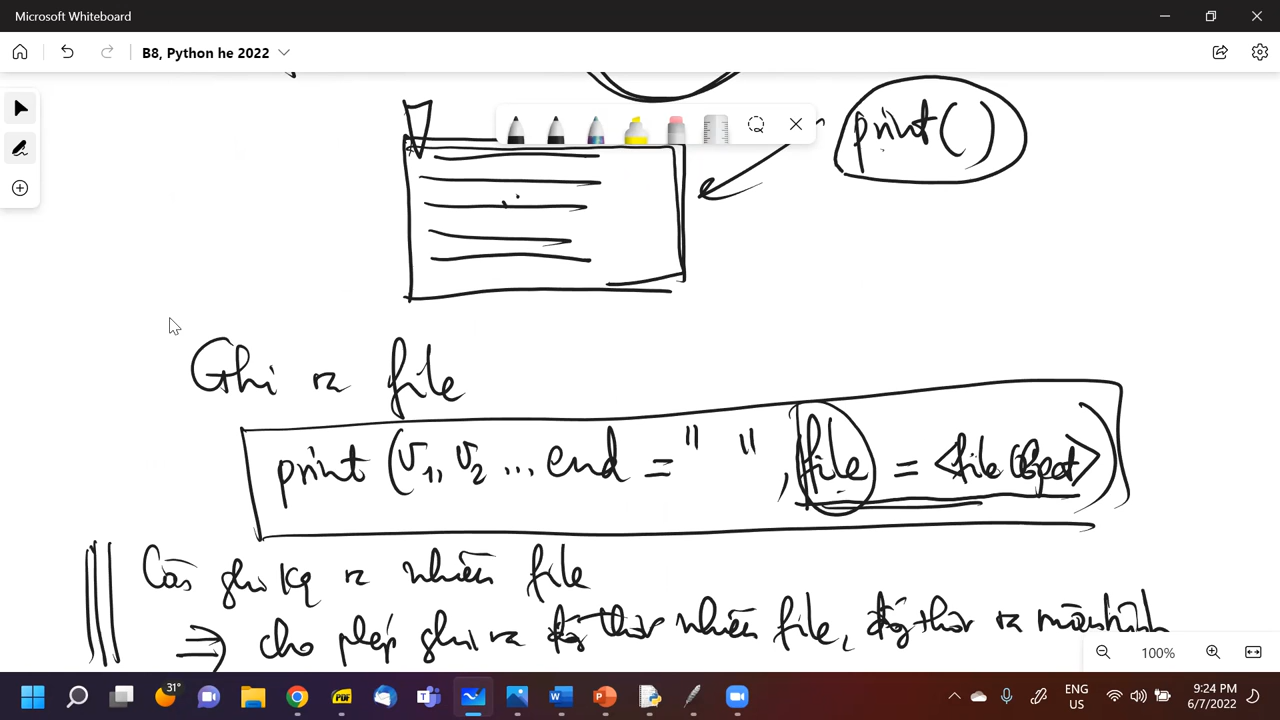 Microsoft Whiteboard
B8, Python he 2022
print()
Ghi ra file
print (v1, v2 ... end = " " , file = <file Object>)
Cần ghi kq ra nhiều file
=> cho phép ghi ra nhiều file, đồng thời ra màn hình
100%
31°
ENG
US
9:24 PM
6/7/2022